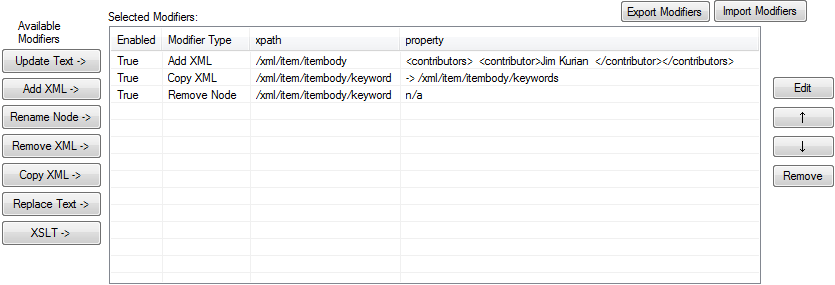 Export Modifiers Import Modifiers
Available
Modifiers
Selected Modifiers:
Enabled Modifier Type xpath property
True Add XML /xml/item/itembody <contributors> <contributor>Jim Kurian </contributor></contributors>
True Copy XML /xml/item/itembody/keyword -> /xml/item/itembody/keywords
True Remove Node /xml/item/itembody/keyword n/a
Update Text ->
Add XML ->
Rename Node ->
Remove XML ->
Copy XML ->
Replace Text ->
XSLT ->
Edit
↑
↓
Remove